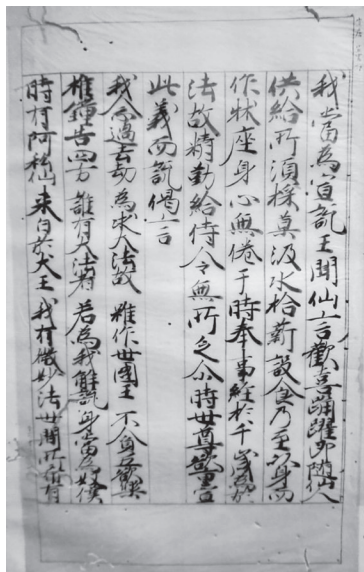 我當為宣說王聞仙言歡喜踊躍即隨仙人
供給所須採菓汲水拾薪設食乃至以身而
作牀座身心無倦于時奉事經於千歲為於
法故精勤給侍令無所乏尒時世尊欲重宣
此義而說偈言
我念過去劫 為求大法故 雖作世國王 不貪五欲樂
椎鐘告四方 誰有大法者 若為我解說 身當為奴僕
時有阿私仙 來白於大王 我有微妙法 世間所希有